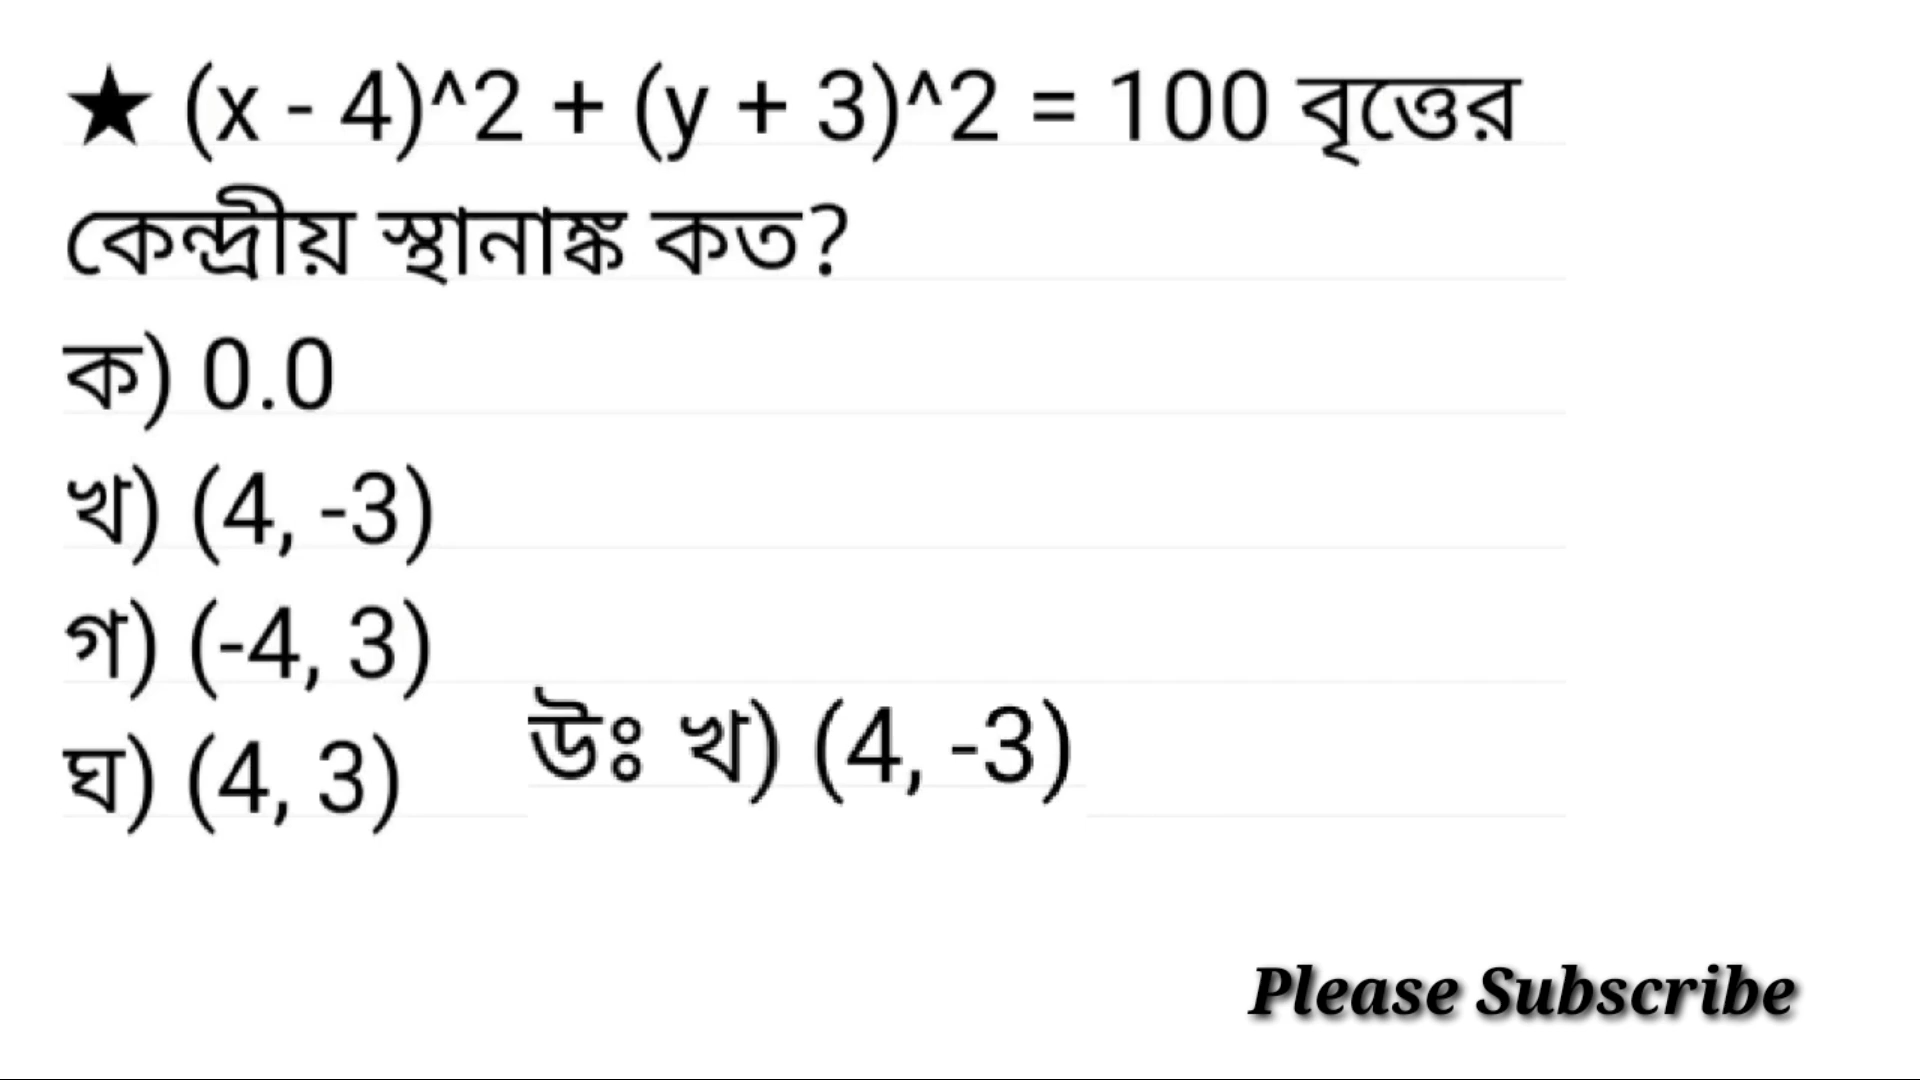 ★ (x - 4)^2 + (y + 3)^2 = 100 বৃত্তের
কেন্দ্রীয় স্থানাঙ্ক কত?
ক) 0.0
খ) (4, -3)
গ) (-4, 3)
ঘ) (4, 3)
উঃ খ) (4, -3)
Please Subscribe